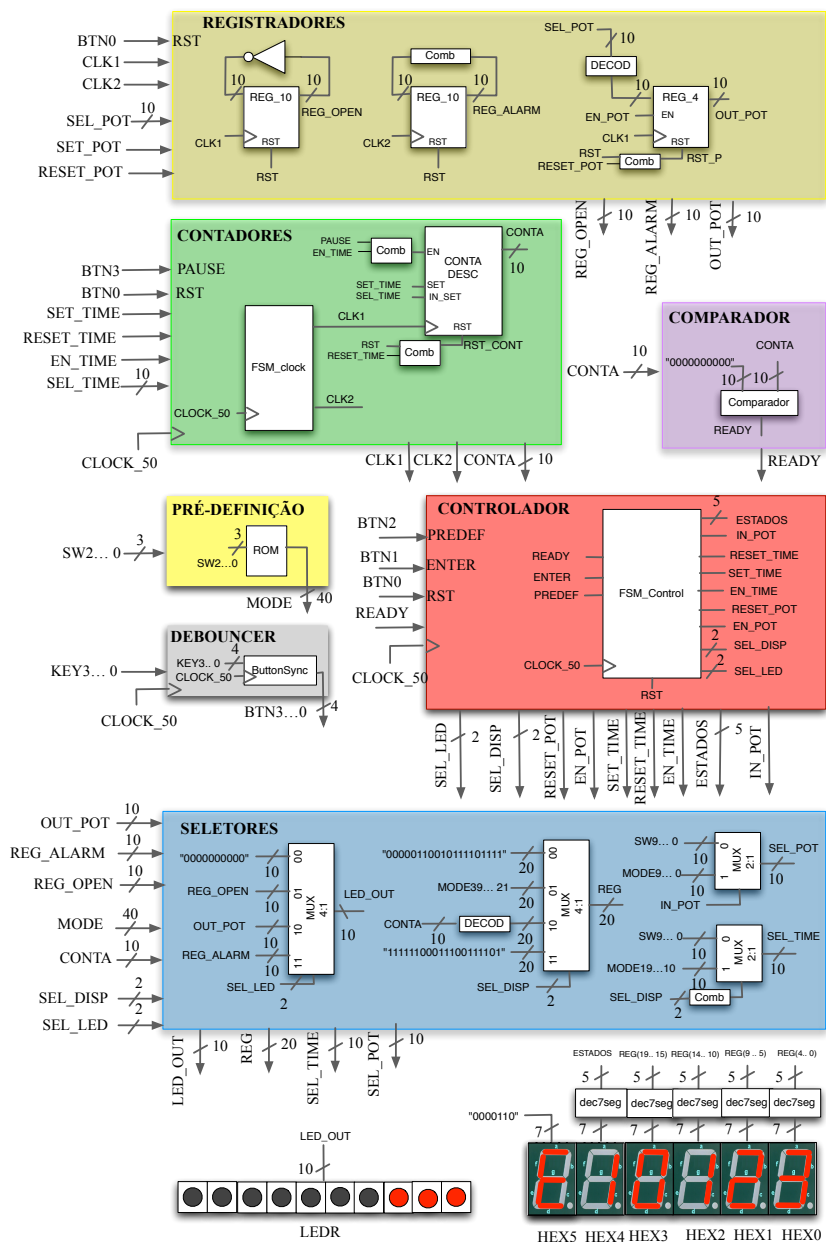 REGISTRADORES
BTN0
RST
CLK1
CLK2
10
SEL_POT
SET_POT
RESET_POT
10
10
REG_10
REG_OPEN
CLK1
RST
RST
Comb
10
10
REG_10
REG_ALARM
CLK2
RST
RST
SEL_POT
10
DECOD
10
REG_4
10
EN_POT
EN
OUT_POT
CLK1
RST
RST
RESET_POT
Comb
RST_P
REG_OPEN
10
REG_ALARM
10
OUT_POT
10
CONTADORES
BTN3
PAUSE
BTN0
RST
SET_TIME
RESET_TIME
EN_TIME
SEL_TIME
10
CLOCK_50
PAUSE
EN_TIME
Comb
EN
CONTA
DESC
CONTA
10
SET_TIME
SET
SEL_TIME
IN_SET
CLK1
RST
RST
RESET_TIME
Comb
RST_CONT
FSM_clock
CLOCK_50
CLK2
CLK1
CLK2
CONTA
10
COMPARADOR
CONTA
10
CONTA
"0000000000"
10
10
Comparador
READY
READY
PRÉ-DEFINIÇÃO
SW2... 0
3
3
SW2...0
ROM
MODE
40
DEBOUNCER
KEY3... 0
KEY3.. 0
4
CLOCK_50
ButtonSync
CLOCK_50
BTN3...0
4
CONTROLADOR
BTN2
PREDEF
BTN1
ENTER
BTN0
RST
READY
CLOCK_50
READY
ENTER
PREDEF
CLOCK_50
FSM_Control
RST
5
ESTADOS
IN_POT
RESET_TIME
SET_TIME
EN_TIME
RESET_POT
EN_POT
2
SEL_DISP
2
SEL_LED
SEL_LED
2
SEL_DISP
2
RESET_POT
EN_POT
SET_TIME
RESET_TIME
EN_TIME
ESTADOS
5
IN_POT
SELETORES
OUT_POT
10
REG_ALARM
10
REG_OPEN
10
MODE
40
CONTA
10
SEL_DISP
2
SEL_LED
2
"0000000000"
10
00
REG_OPEN
10
01
OUT_POT
10
10
REG_ALARM
10
11
MUX
4:1
LED_OUT
10
SEL_LED
2
"00000110010111101111"
20
00
MODE39... 21
20
01
CONTA
10
DECOD
20
10
"11111100011100111101"
20
11
MUX
4:1
REG
20
SEL_DISP
2
SW9... 0
10
0
MODE9... 0
10
1
MUX
2:1
SEL_POT
10
IN_POT
SW9... 0
10
0
MODE19... 10
10
1
MUX
2:1
SEL_TIME
10
SEL_DISP
2
Comb
LED_OUT
10
REG
20
SEL_TIME
10
SEL_POT
10
LED_OUT
10
LEDR
ESTADOS
REG(19.. 15)
REG(14.. 10)
REG(9 .. 5)
REG(4.. 0)
5
5
5
5
5
dec7seg
dec7seg
dec7seg
dec7seg
dec7seg
"0000110"
7
7
7
7
7
7
HEX5
HEX4
HEX3
HEX2
HEX1
HEX0